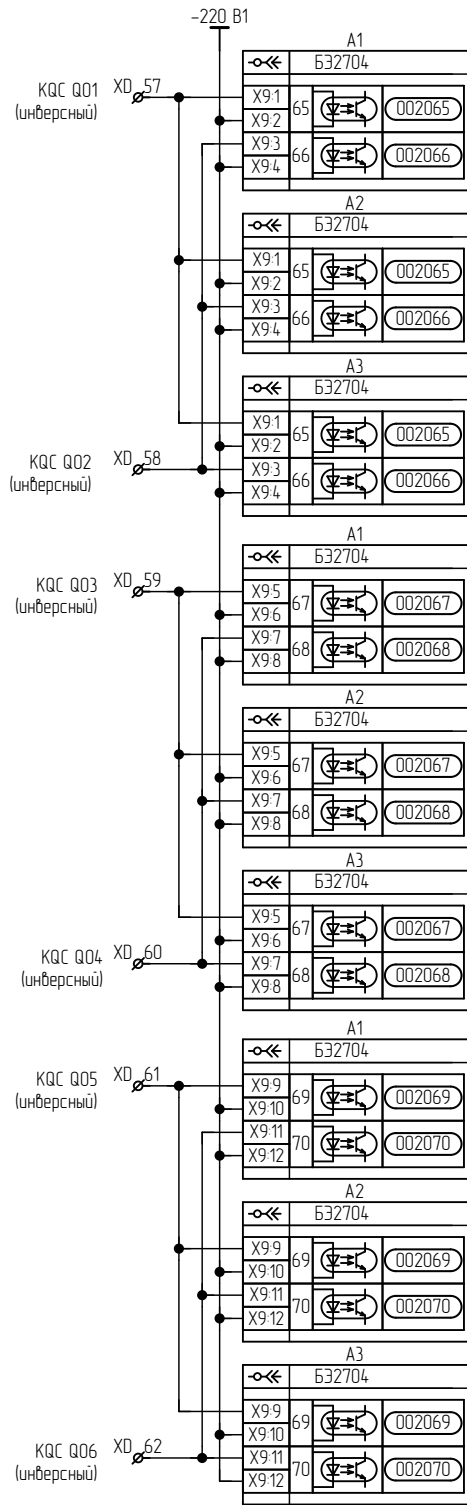 -220 В1
А1
БЭ2704
KQC Q01
(инверсный)
XD 57
X9:1
X9:2
65
002065
X9:3
X9:4
66
002066
А2
БЭ2704
X9:1
X9:2
65
002065
X9:3
X9:4
66
002066
А3
БЭ2704
X9:1
X9:2
65
002065
KQC Q02
(инверсный)
XD 58
X9:3
X9:4
66
002066
А1
БЭ2704
KQC Q03
(инверсный)
XD 59
X9:5
X9:6
67
002067
X9:7
X9:8
68
002068
А2
БЭ2704
X9:5
X9:6
67
002067
X9:7
X9:8
68
002068
А3
БЭ2704
X9:5
X9:6
67
002067
KQC Q04
(инверсный)
XD 60
X9:7
X9:8
68
002068
А1
БЭ2704
KQC Q05
(инверсный)
XD 61
X9:9
X9:10
69
002069
X9:11
X9:12
70
002070
А2
БЭ2704
X9:9
X9:10
69
002069
X9:11
X9:12
70
002070
А3
БЭ2704
X9:9
X9:10
69
002069
KQC Q06
(инверсный)
XD 62
X9:11
X9:12
70
002070